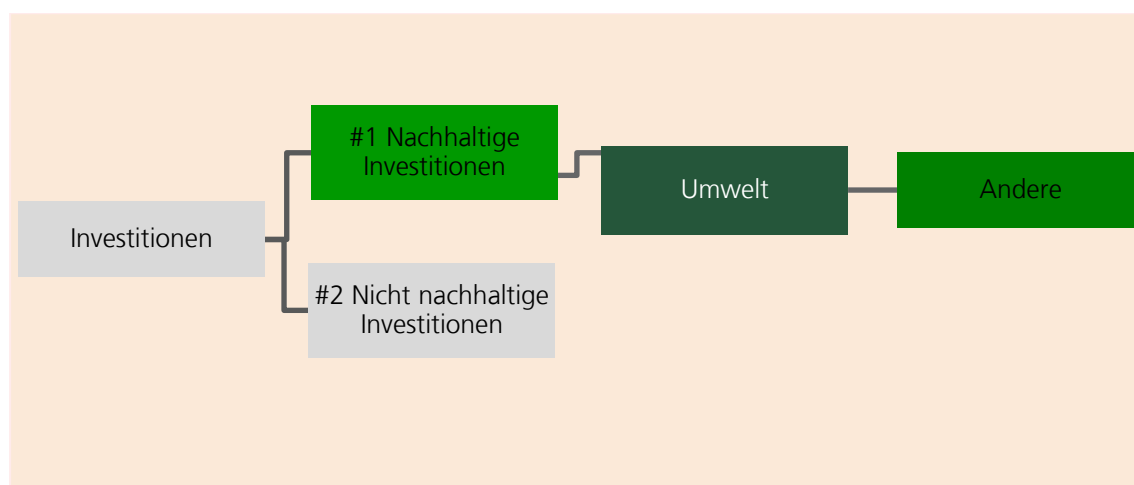 #1 Nachhaltige
Investitionen
Umwelt
Andere
Investitionen
#2 Nicht nachhaltige
Investitionen